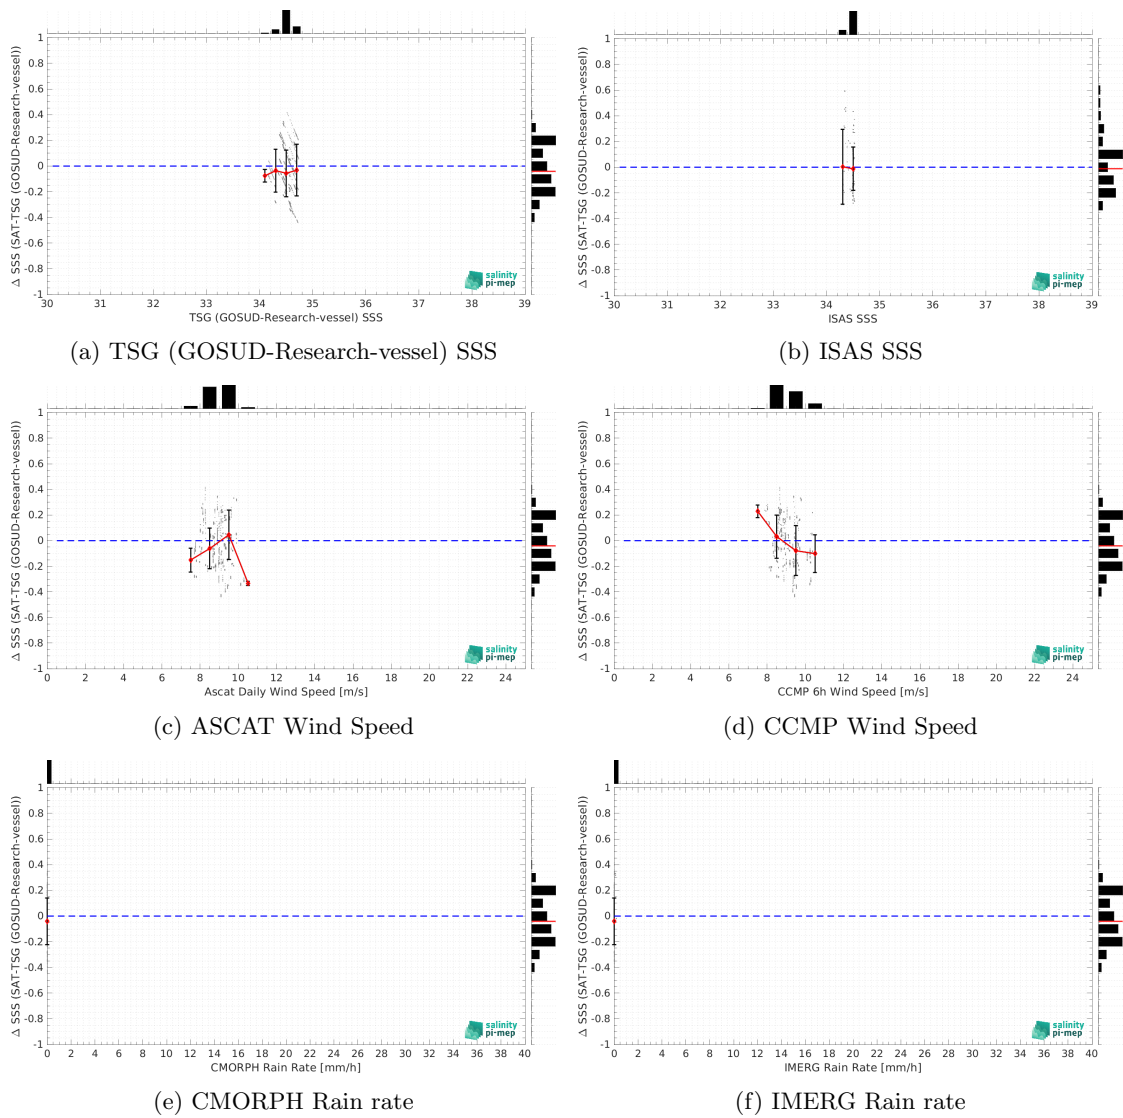 Δ SSS (SAT-TSG (GOSUD-Research-vessel))
1
0.8
0.6
0.4
0.2
0
-0.2
-0.4
-0.6
-0.8
-1
30 31 32 33 34 35 36 37 38 39
TSG (GOSUD-Research-vessel) SSS
salinity
pi-mep
(a) TSG (GOSUD-Research-vessel) SSS
Δ SSS (SAT-TSG (GOSUD-Research-vessel))
1
0.8
0.6
0.4
0.2
0
-0.2
-0.4
-0.6
-0.8
-1
30 31 32 33 34 35 36 37 38 39
ISAS SSS
salinity
pi-mep
(b) ISAS SSS
Δ SSS (SAT-TSG (GOSUD-Research-vessel))
1
0.8
0.6
0.4
0.2
0
-0.2
-0.4
-0.6
-0.8
-1
0 2 4 6 8 10 12 14 16 18 20 22 24
Ascat Daily Wind Speed [m/s]
salinity
pi-mep
(c) ASCAT Wind Speed
Δ SSS (SAT-TSG (GOSUD-Research-vessel))
1
0.8
0.6
0.4
0.2
0
-0.2
-0.4
-0.6
-0.8
-1
0 2 4 6 8 10 12 14 16 18 20 22 24
CCMP 6h Wind Speed [m/s]
salinity
pi-mep
(d) CCMP Wind Speed
Δ SSS (SAT-TSG (GOSUD-Research-vessel))
1
0.8
0.6
0.4
0.2
0
-0.2
-0.4
-0.6
-0.8
-1
0 2 4 6 8 10 12 14 16 18 20 22 24 26 28 30 32 34 36 38 40
CMORPH Rain Rate [mm/h]
salinity
pi-mep
(e) CMORPH Rain rate
Δ SSS (SAT-TSG (GOSUD-Research-vessel))
1
0.8
0.6
0.4
0.2
0
-0.2
-0.4
-0.6
-0.8
-1
0 2 4 6 8 10 12 14 16 18 20 22 24 26 28 30 32 34 36 38 40
IMERG Rain Rate [mm/h]
salinity
pi-mep
(f) IMERG Rain rate